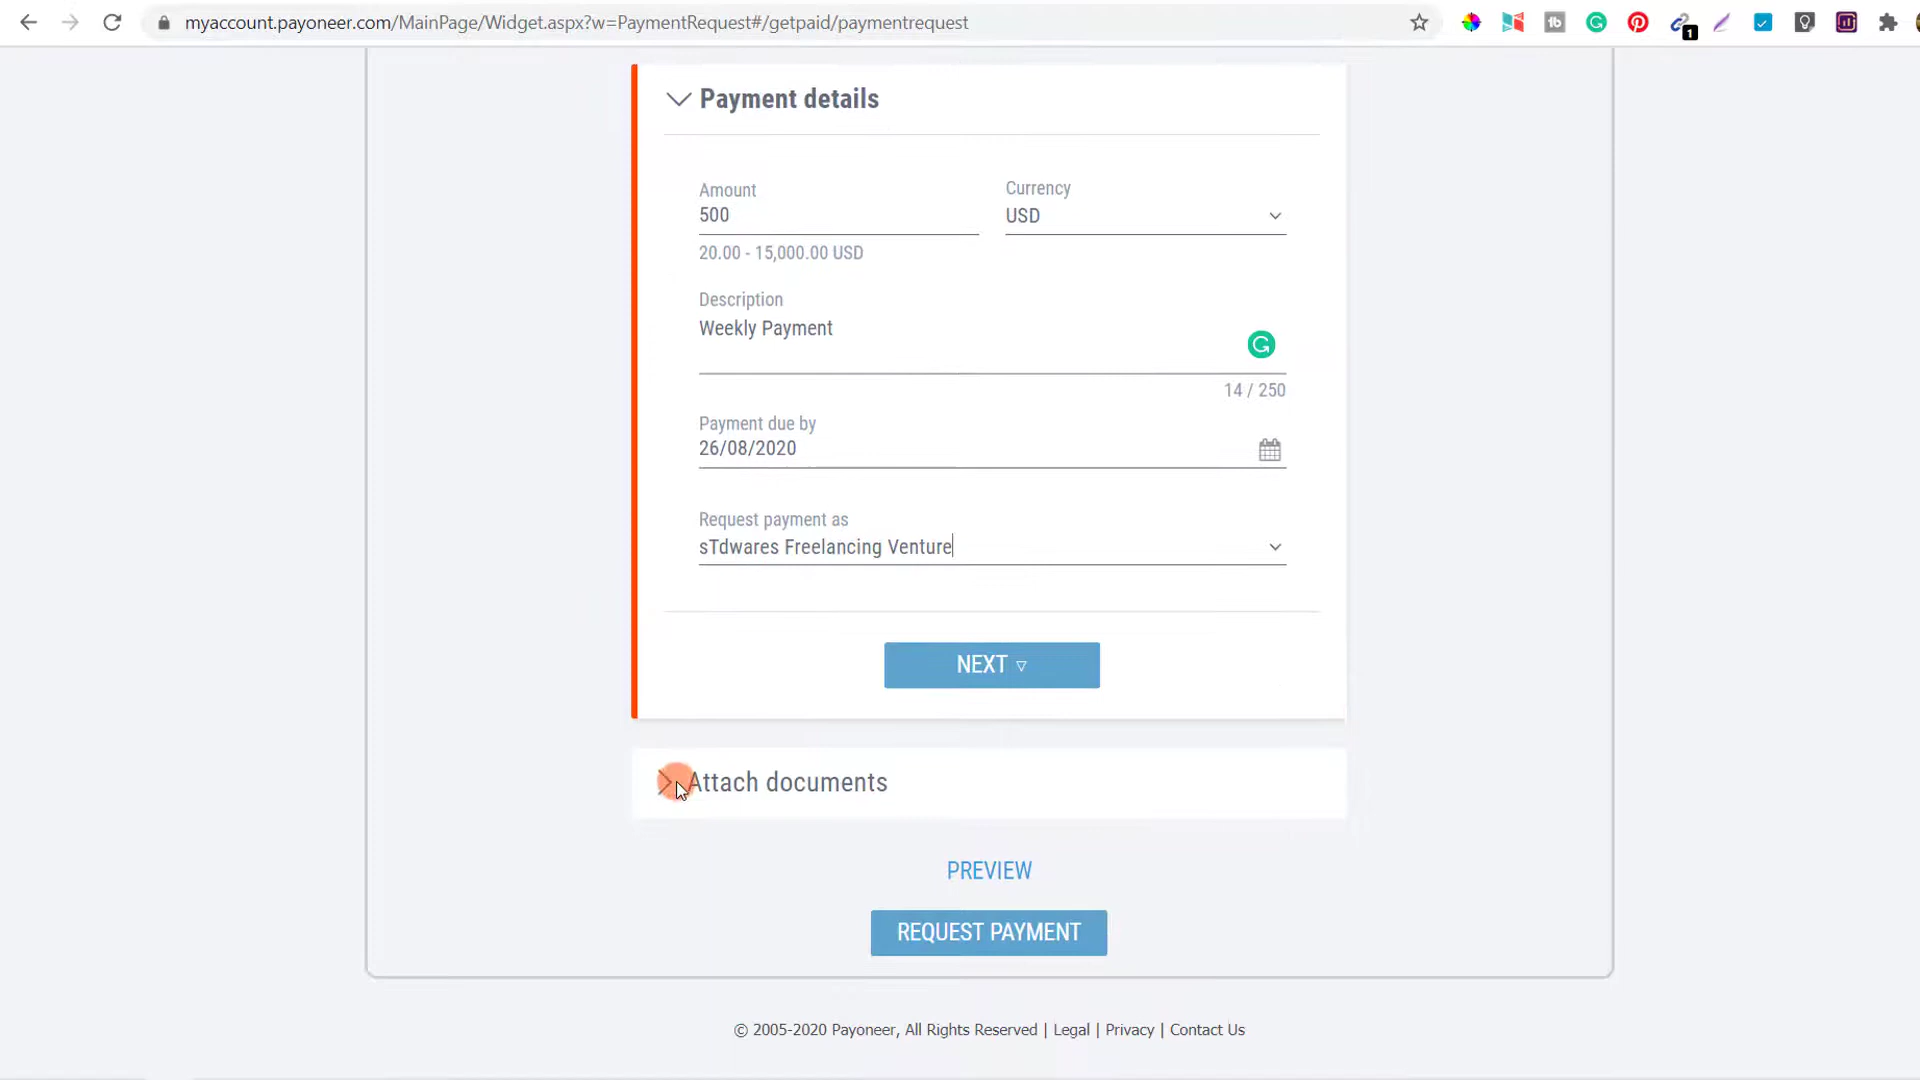 myaccount.payoneer.com/MainPage/Widget.aspx?w=PaymentRequest#/getpaid/paymentrequest
1
Payment details
Amount
Currency
500
USD
20.00 - 15,000.00 USD
Description
Weekly Payment
14 / 250
Payment due by
26/08/2020
Request payment as
sTdwares Freelancing Venture
NEXT
Attach documents
PREVIEW
REQUEST PAYMENT
© 2005-2020 Payoneer, All Rights Reserved | Legal | Privacy | Contact Us